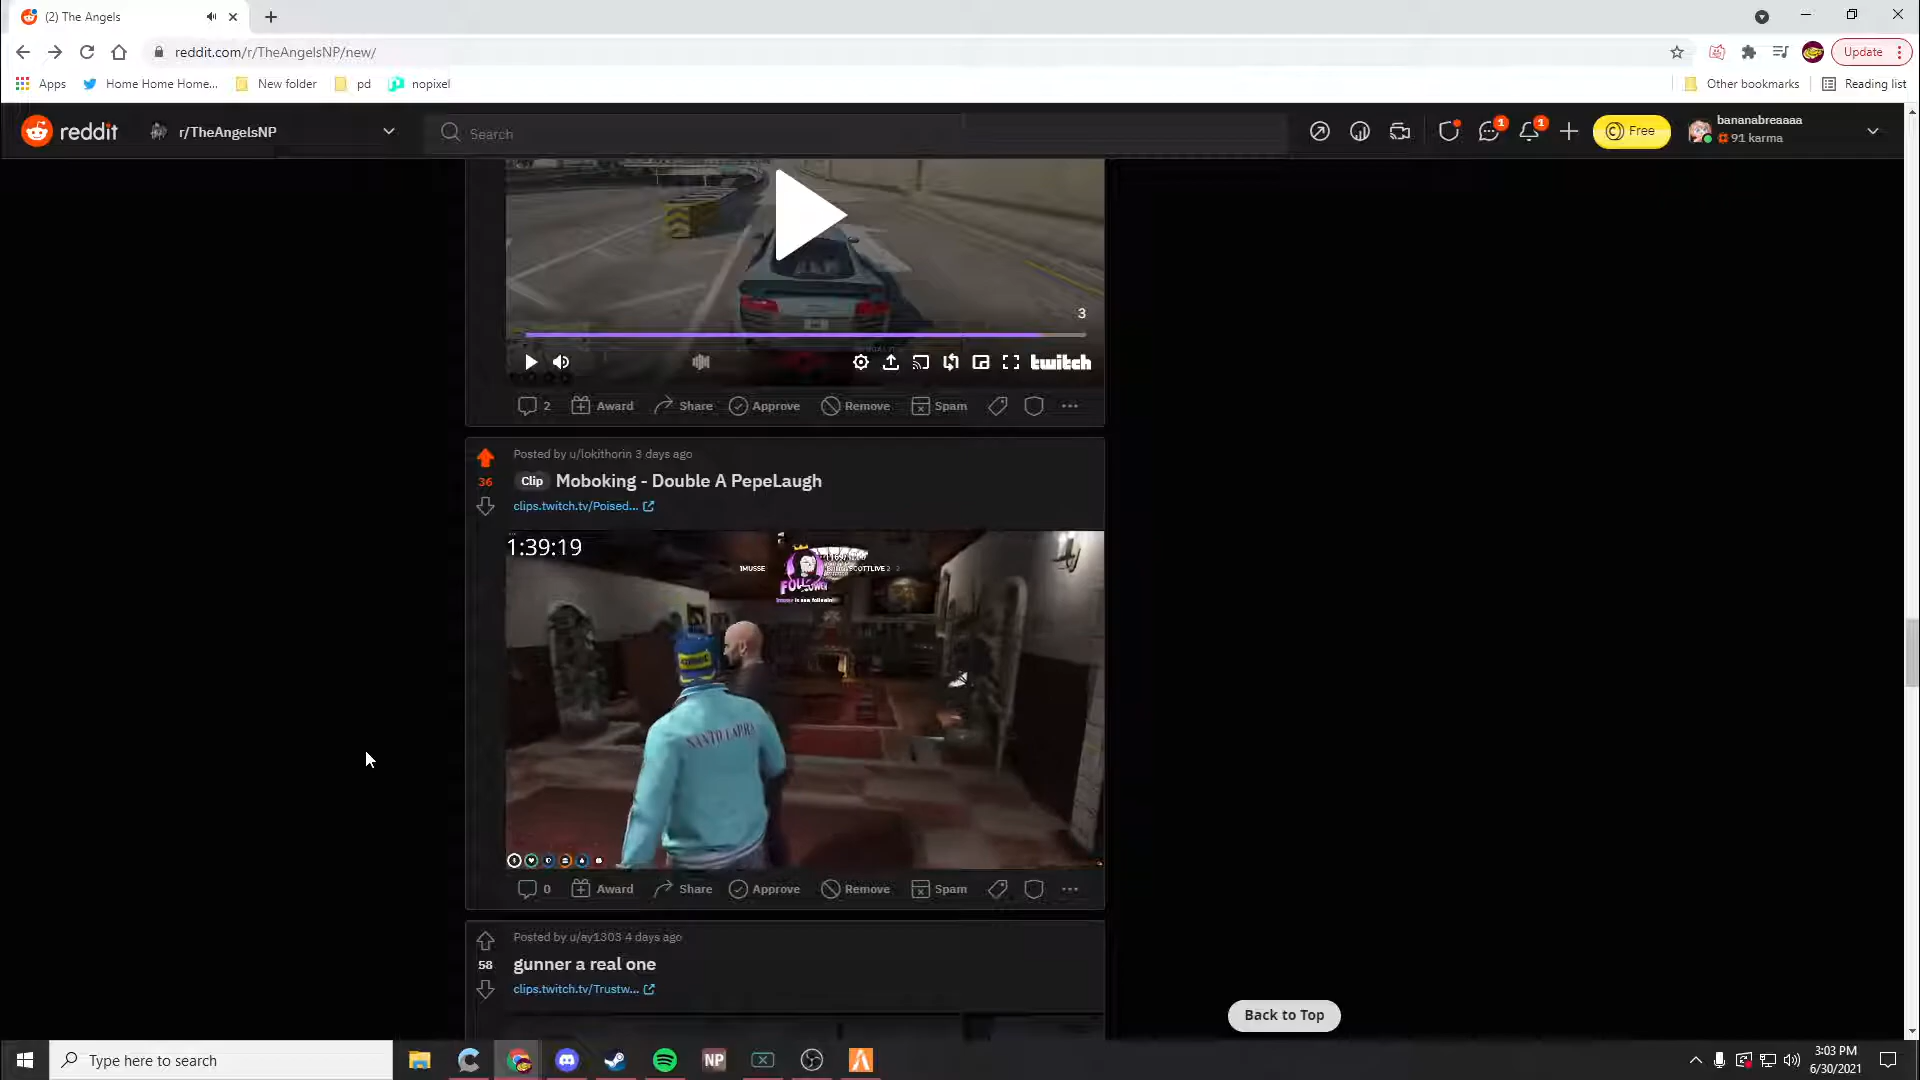 (2) The Angels
reddit.com/r/TheAngelsNP/new/
Update
Apps
Home Home Home...
New folder
pd
nopixel
Other bookmarks
Reading list
reddit
r/TheAngelsNP
Search
1
1
Free
bananabreaaaa
91 karma
3
twitch
2
Award
Share
Approve
Remove
Spam
Posted by u/lokithorin 3 days ago
36
Clip
Moboking - Double A PepeLaugh
clips.twitch.tv/Poised...
1:39:19
1MUSSE
0
Award
Share
Approve
Remove
Spam
Posted by u/ay1303 4 days ago
58
gunner a real one
clips.twitch.tv/Trustw...
Back to Top
Type here to search
NP
3:03 PM
6/30/2021